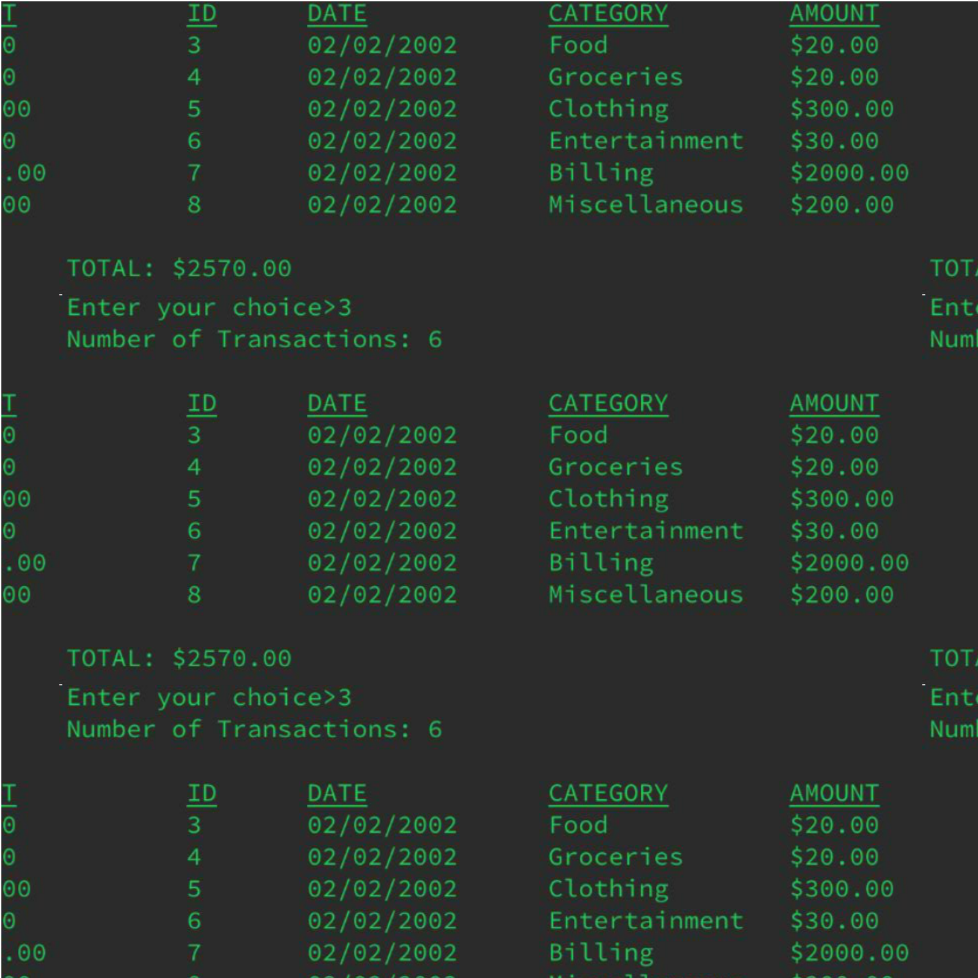 T ID DATE CATEGORY AMOUNT
0 3 02/02/2002 Food $20.00
0 4 02/02/2002 Groceries $20.00
00 5 02/02/2002 Clothing $300.00
0 6 02/02/2002 Entertainment $30.00
.00 7 02/02/2002 Billing $2000.00
00 8 02/02/2002 Miscellaneous $200.00
TOTAL: $2570.00 TOT
Enter your choice>3 Ent
Number of Transactions: 6 Num
T ID DATE CATEGORY AMOUNT
0 3 02/02/2002 Food $20.00
0 4 02/02/2002 Groceries $20.00
00 5 02/02/2002 Clothing $300.00
0 6 02/02/2002 Entertainment $30.00
.00 7 02/02/2002 Billing $2000.00
00 8 02/02/2002 Miscellaneous $200.00
TOTAL: $2570.00 TOT
Enter your choice>3 Ent
Number of Transactions: 6 Num
T ID DATE CATEGORY AMOUNT
0 3 02/02/2002 Food $20.00
0 4 02/02/2002 Groceries $20.00
00 5 02/02/2002 Clothing $300.00
0 6 02/02/2002 Entertainment $30.00
.00 7 02/02/2002 Billing $2000.00